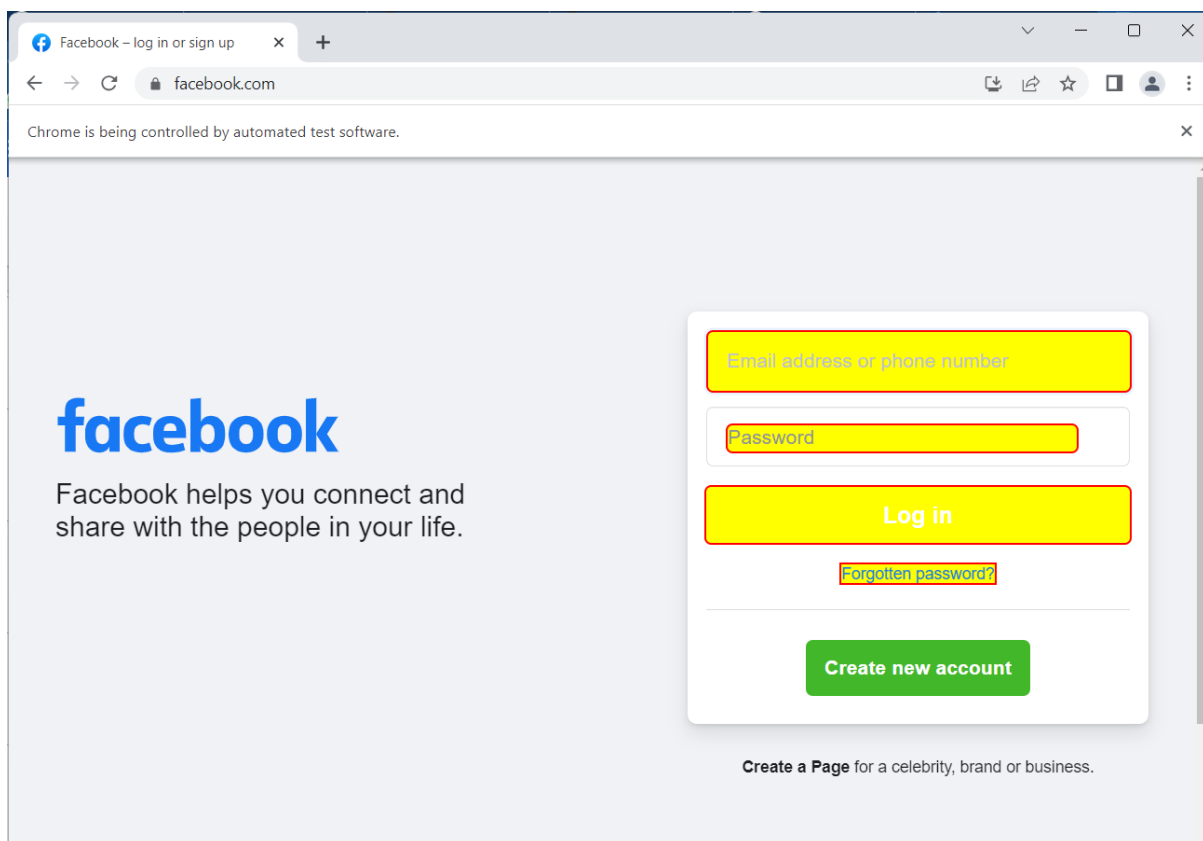 Facebook – log in or sign up
facebook.com
Chrome is being controlled by automated test software.
facebook
Facebook helps you connect and
share with the people in your life.
Email address or phone number
Password
Log in
Forgotten password?
Create new account
Create a Page for a celebrity, brand or business.